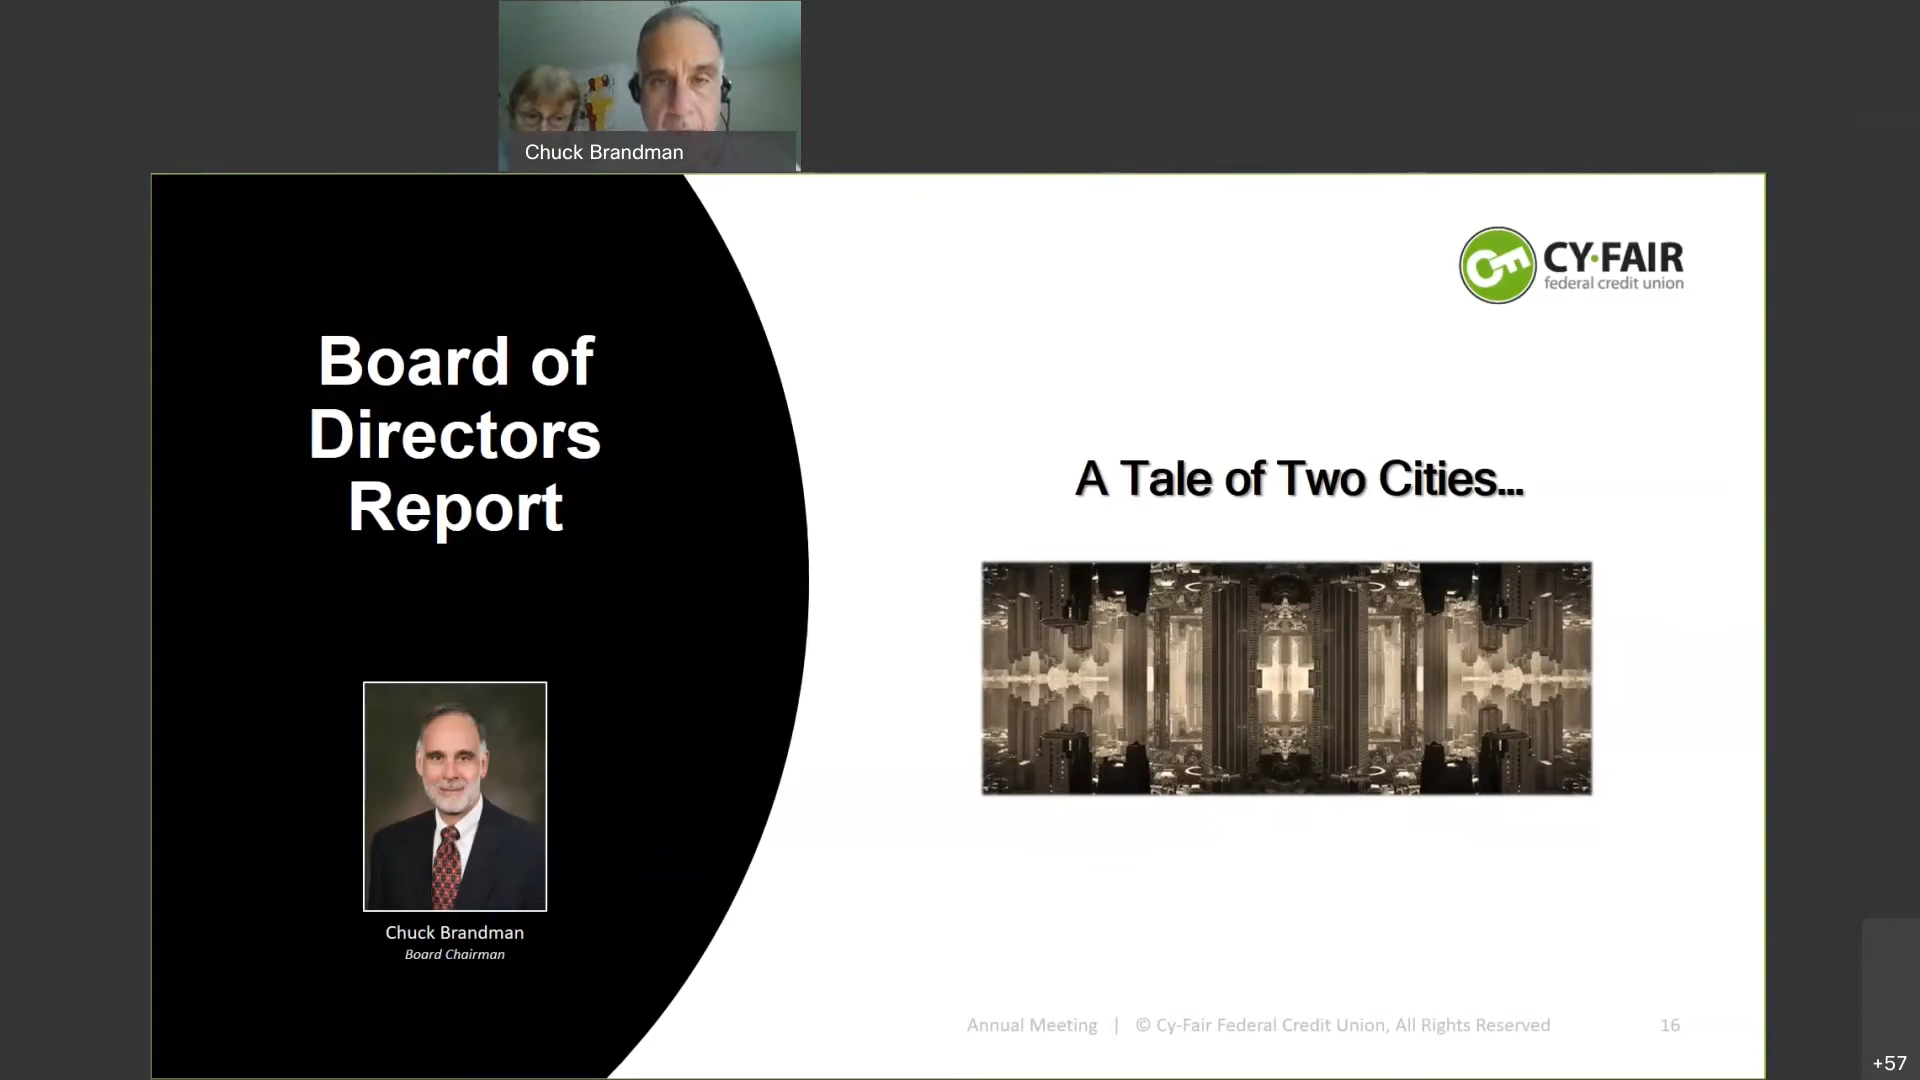 Chuck Brandman
CY·FAIR
federal credit union
Board of
Directors
Report
A Tale of Two Cities...
Chuck Brandman
Board Chairman
Annual Meeting | © Cy-Fair Federal Credit Union, All Rights Reserved 16
+57